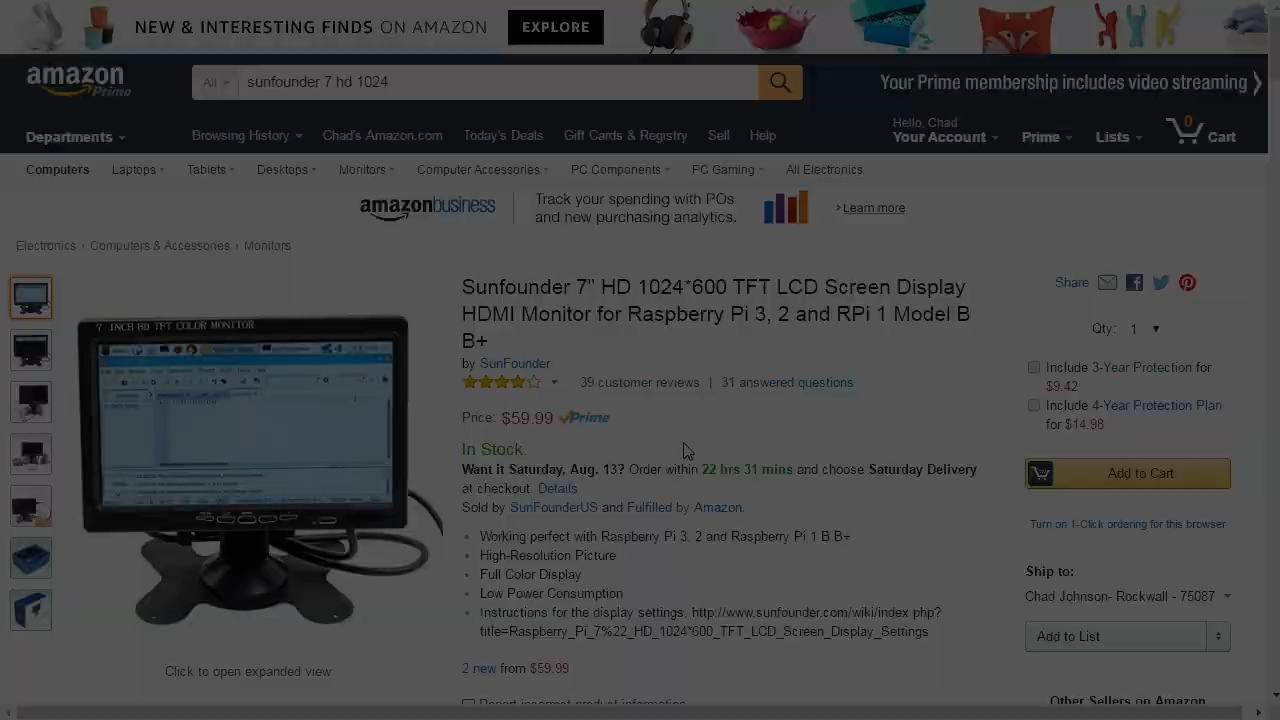 NEW & INTERESTING FINDS ON AMAZON EXPLORE
amazon Prime
All
sunfounder 7 hd 1024
Your Prime membership includes video streaming
Departments
Browsing History
Chad's Amazon.com
Today's Deals
Gift Cards & Registry
Sell
Help
Hello, Chad
Your Account
Prime
Lists
0
Cart
Computers
Laptops
Tablets
Desktops
Monitors
Computer Accessories
PC Components
PC Gaming
All Electronics
amazonbusiness
Track your spending with POs
and new purchasing analytics.
› Learn more
Electronics › Computers & Accessories › Monitors
7 INCH HD TFT COLOR MONITOR
Click to open expanded view
Sunfounder 7" HD 1024*600 TFT LCD Screen Display
HDMI Monitor for Raspberry Pi 3, 2 and RPi 1 Model B
B+
by SunFounder
39 customer reviews | 31 answered questions
Price: $59.99 Prime
In Stock.
Want it Saturday, Aug. 13? Order within 22 hrs 31 mins and choose Saturday Delivery
at checkout. Details
Sold by SunFounderUS and Fulfilled by Amazon.
• Working perfect with Raspberry Pi 3, 2 and Raspberry Pi 1 B B+
• High-Resolution Picture
• Full Color Display
• Low Power Consumption
• Instructions for the display settings, http://www.sunfounder.com/wiki/index.php?
title=Raspberry_Pi_7%22_HD_1024*600_TFT_LCD_Screen_Display_Settings
2 new from $59.99
Report incorrect product information
Share
Qty: 1
Include 3-Year Protection for
$9.42
Include 4-Year Protection Plan
for $14.98
Add to Cart
Turn on 1-Click ordering for this browser
Ship to:
Chad Johnson- Rockwall - 75087
Add to List
Other Sellers on Amazon